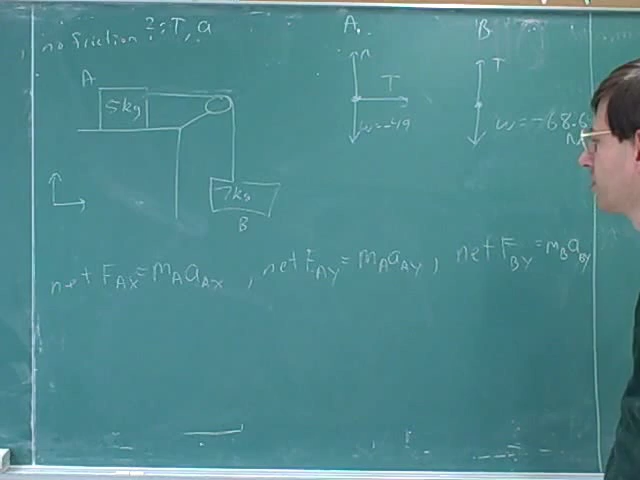 no friction ?: T, a
A.
B.
A
n
T
T
5kg
w=-49
w=-68.6
N
7kg
B
net F_AX = m_A a_AX , net F_AY = m_A a_AY , net F_BY = m_B a_BY